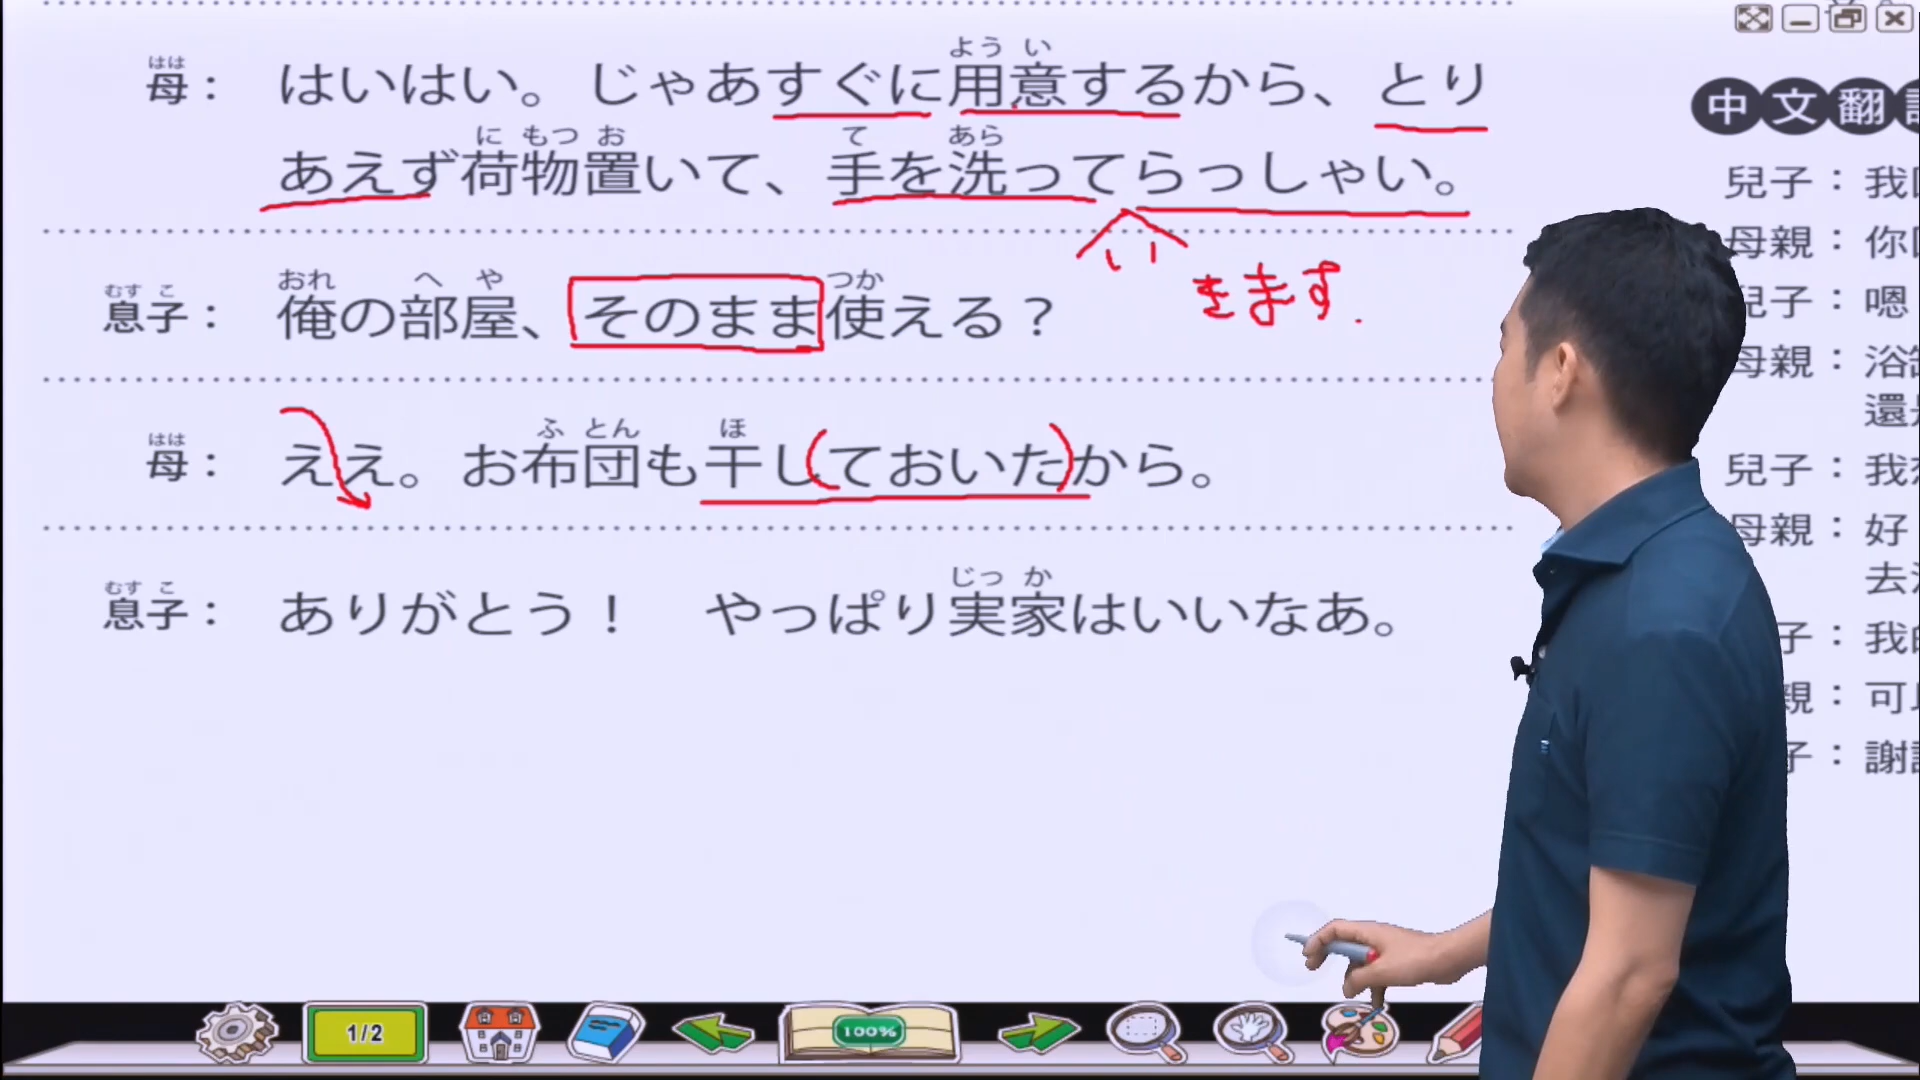 母： はいはい。じゃあすぐに用意するから、とり
よう い
はは
あえず荷物置いて、手を洗ってらっしゃい。
に もつ お て あら
い い きます.
息子： 俺の部屋、そのまま使える？
むす こ おれ へ や つか
母： ええ。お布団も干しておいたから。
はは ふ とん ほ
息子： ありがとう！ やっぱり実家はいいなあ。
むす こ じっ か
中文翻
兒子：我
母親：你
兒子：嗯
母親：浴
還
兒子：我
母親：好
去
子：我
親：可
子：謝
1/2
100%